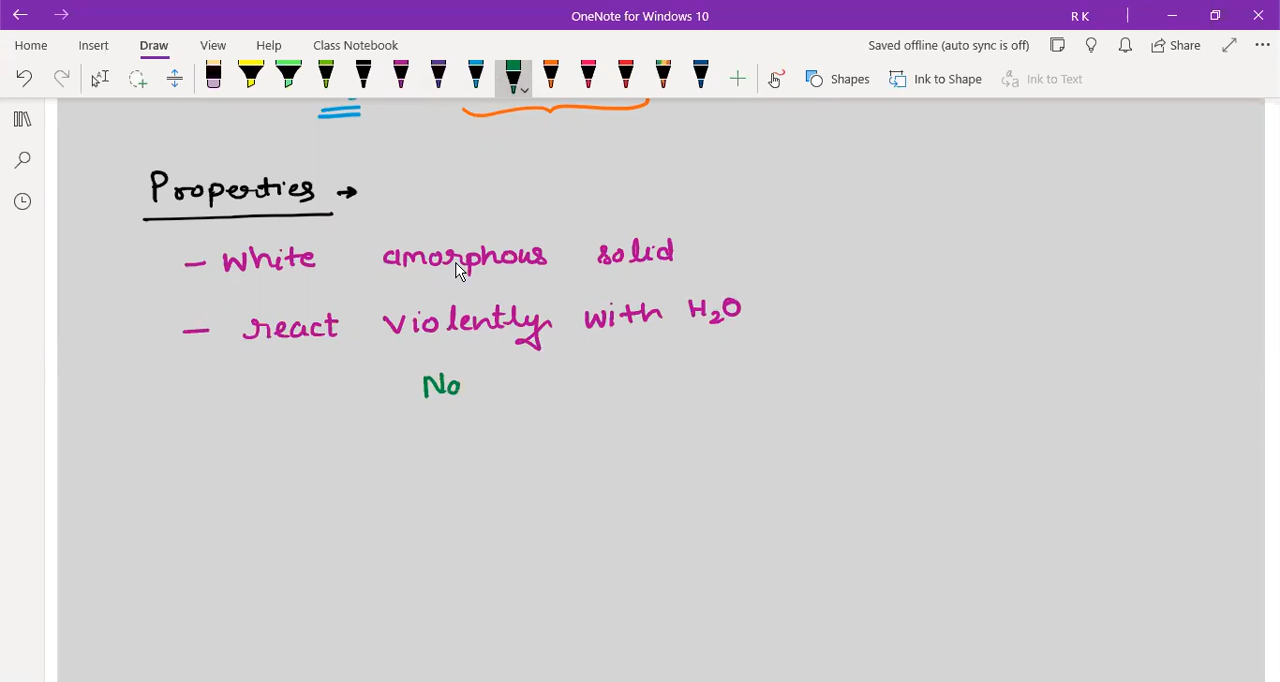 OneNote for Windows 10
R K
Home Insert Draw View Help Class Notebook
Saved offline (auto sync is off) Share
Shapes Ink to Shape Ink to Text
Properties →
- White amorphous solid
- react violently with H₂O
No